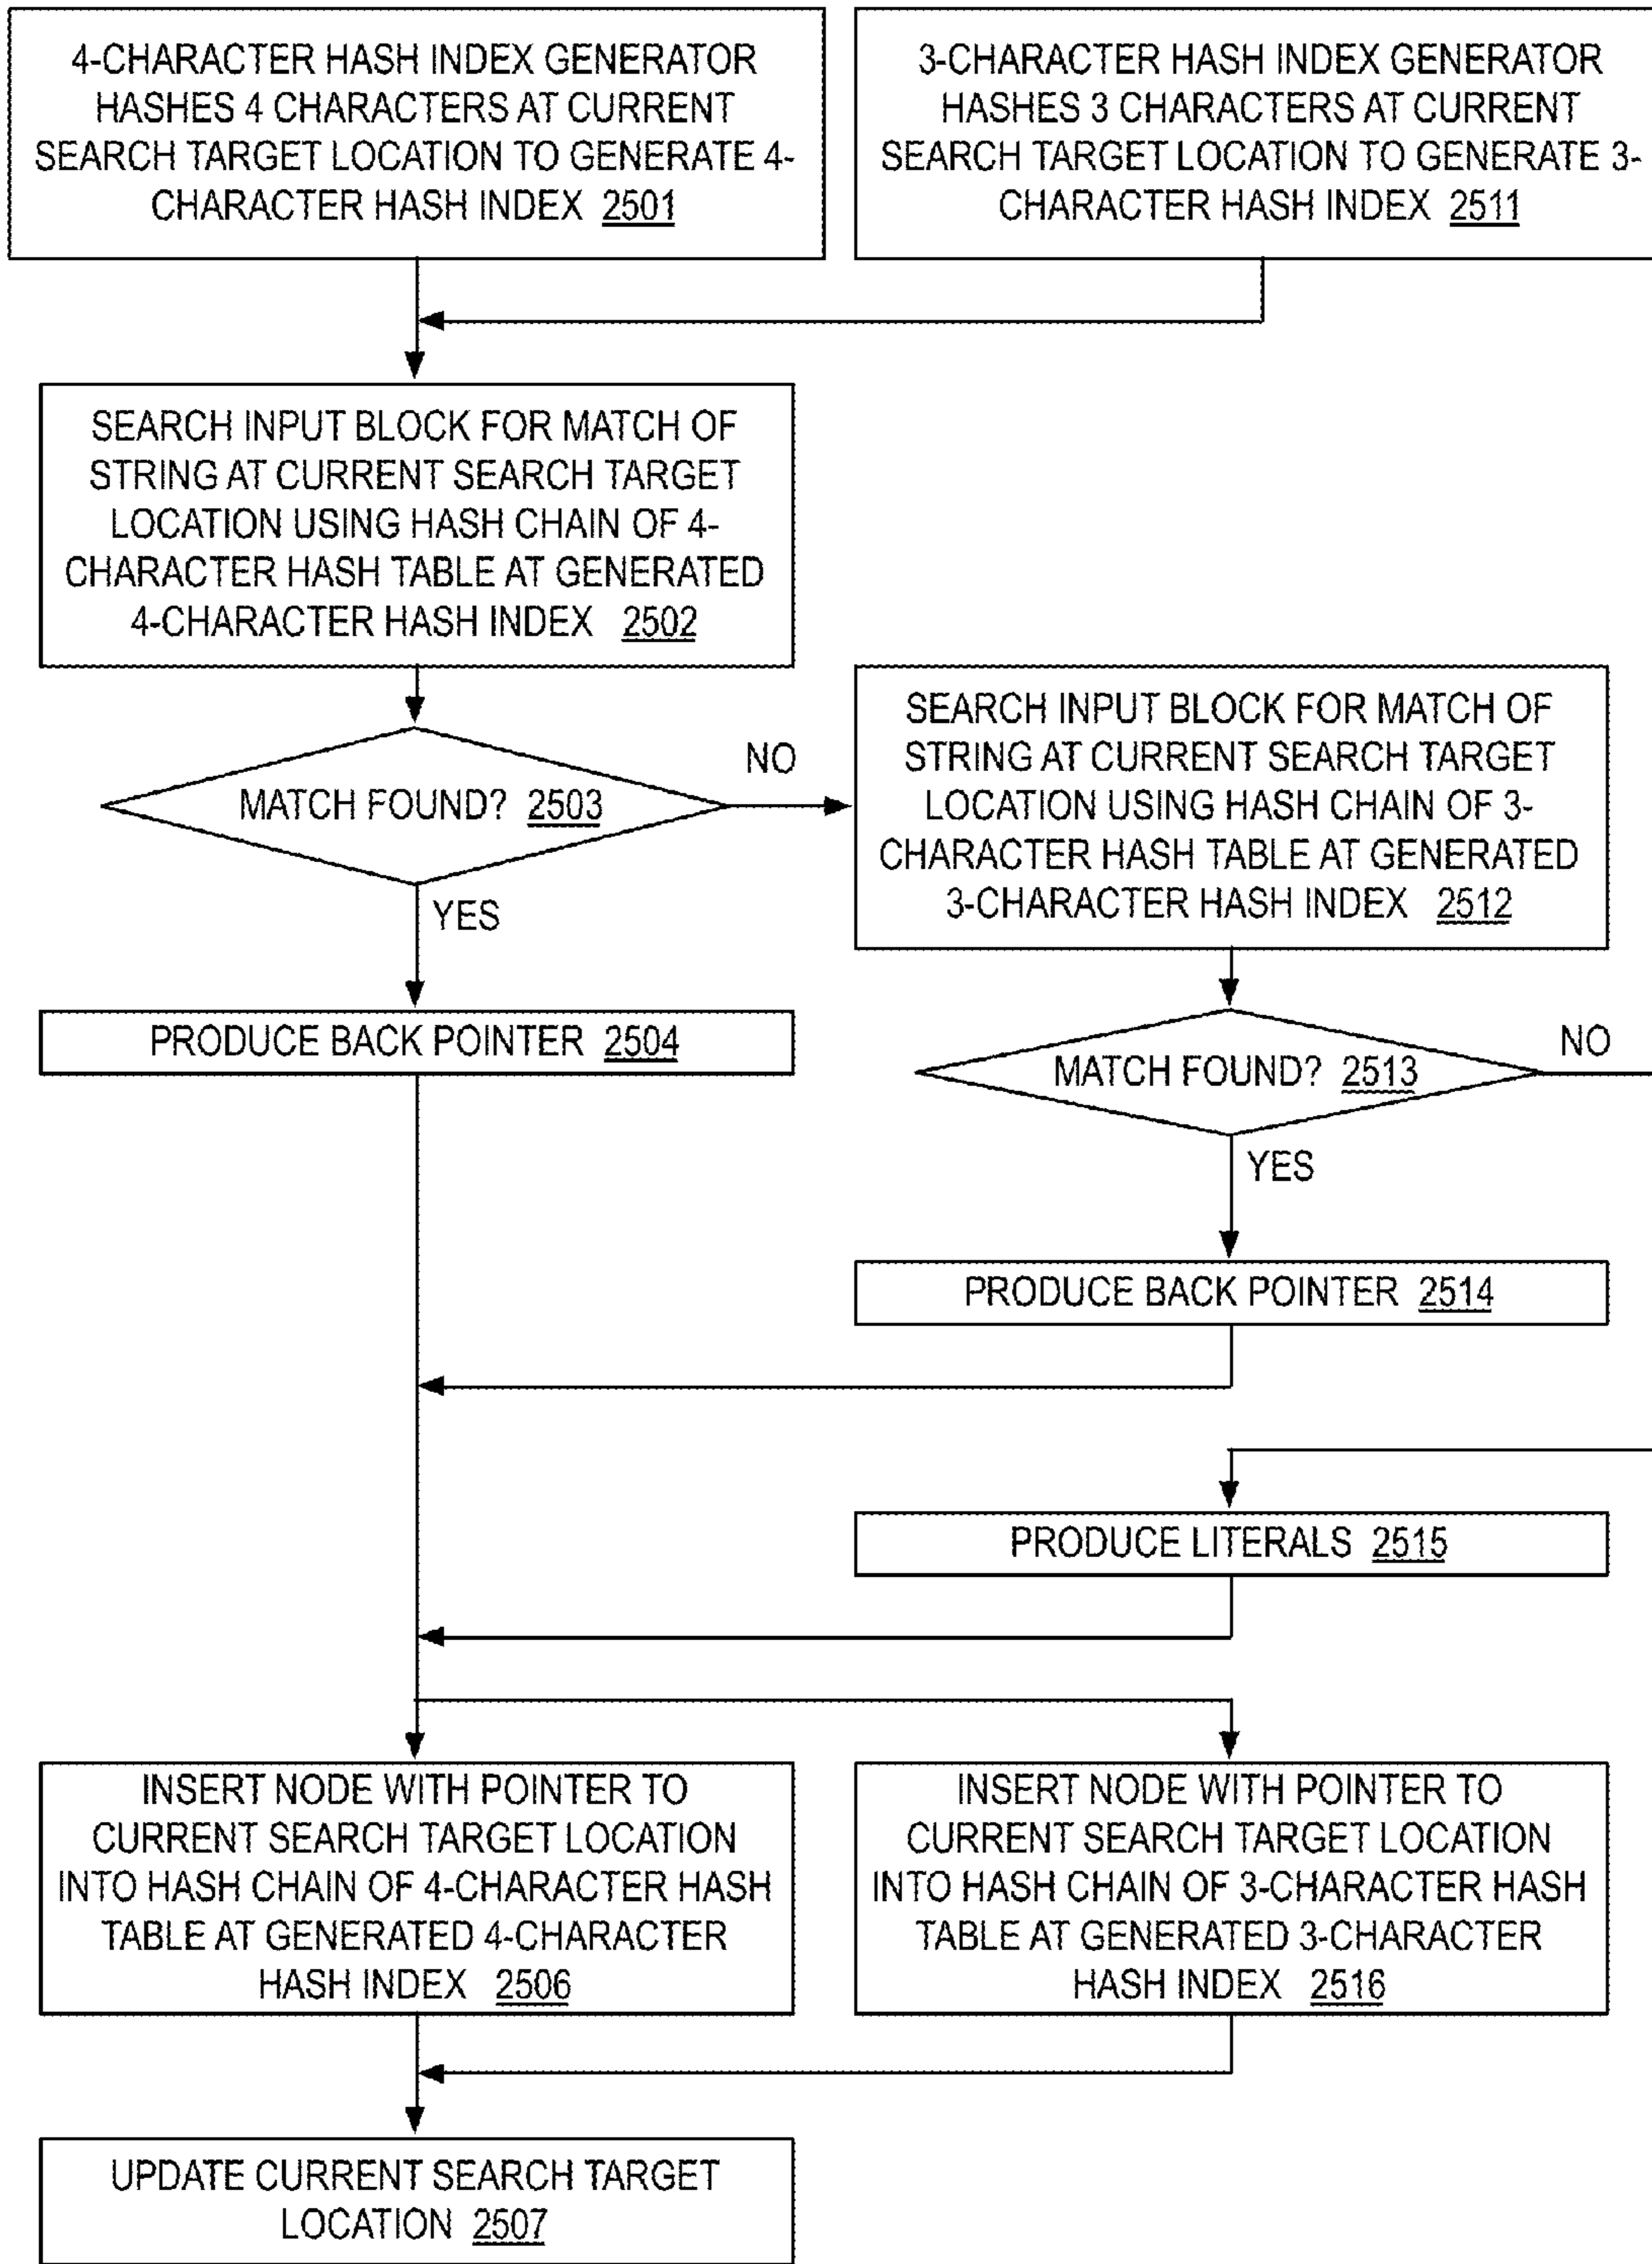 4-CHARACTER HASH INDEX GENERATOR
HASHES 4 CHARACTERS AT CURRENT
SEARCH TARGET LOCATION TO GENERATE 4-
CHARACTER HASH INDEX 2501
3-CHARACTER HASH INDEX GENERATOR
HASHES 3 CHARACTERS AT CURRENT
SEARCH TARGET LOCATION TO GENERATE 3-
CHARACTER HASH INDEX 2511
SEARCH INPUT BLOCK FOR MATCH OF
STRING AT CURRENT SEARCH TARGET
LOCATION USING HASH CHAIN OF 4-
CHARACTER HASH TABLE AT GENERATED
4-CHARACTER HASH INDEX 2502
MATCH FOUND? 2503
NO
YES
SEARCH INPUT BLOCK FOR MATCH OF
STRING AT CURRENT SEARCH TARGET
LOCATION USING HASH CHAIN OF 3-
CHARACTER HASH TABLE AT GENERATED
3-CHARACTER HASH INDEX 2512
PRODUCE BACK POINTER 2504
MATCH FOUND? 2513
NO
YES
PRODUCE BACK POINTER 2514
PRODUCE LITERALS 2515
INSERT NODE WITH POINTER TO
CURRENT SEARCH TARGET LOCATION
INTO HASH CHAIN OF 4-CHARACTER HASH
TABLE AT GENERATED 4-CHARACTER
HASH INDEX 2506
INSERT NODE WITH POINTER TO
CURRENT SEARCH TARGET LOCATION
INTO HASH CHAIN OF 3-CHARACTER HASH
TABLE AT GENERATED 3-CHARACTER
HASH INDEX 2516
UPDATE CURRENT SEARCH TARGET
LOCATION 2507